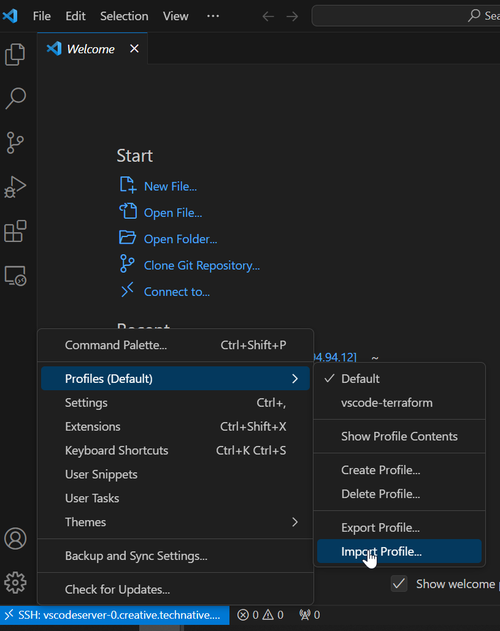 File Edit Selection View ···
Welcome
Start
New File...
Open File...
Open Folder...
Clone Git Repository...
Connect to...
94.94.12] ~
Command Palette... Ctrl+Shift+P
Profiles (Default)
Settings Ctrl+,
Extensions Ctrl+Shift+X
Keyboard Shortcuts Ctrl+K Ctrl+S
User Snippets
User Tasks
Themes
Backup and Sync Settings...
Check for Updates...
Default
vscode-terraform
Show Profile Contents
Create Profile...
Delete Profile...
Export Profile...
Import Profile...
Show welcome
SSH: vscodeserver-0.creative.technative.... 0 0 0